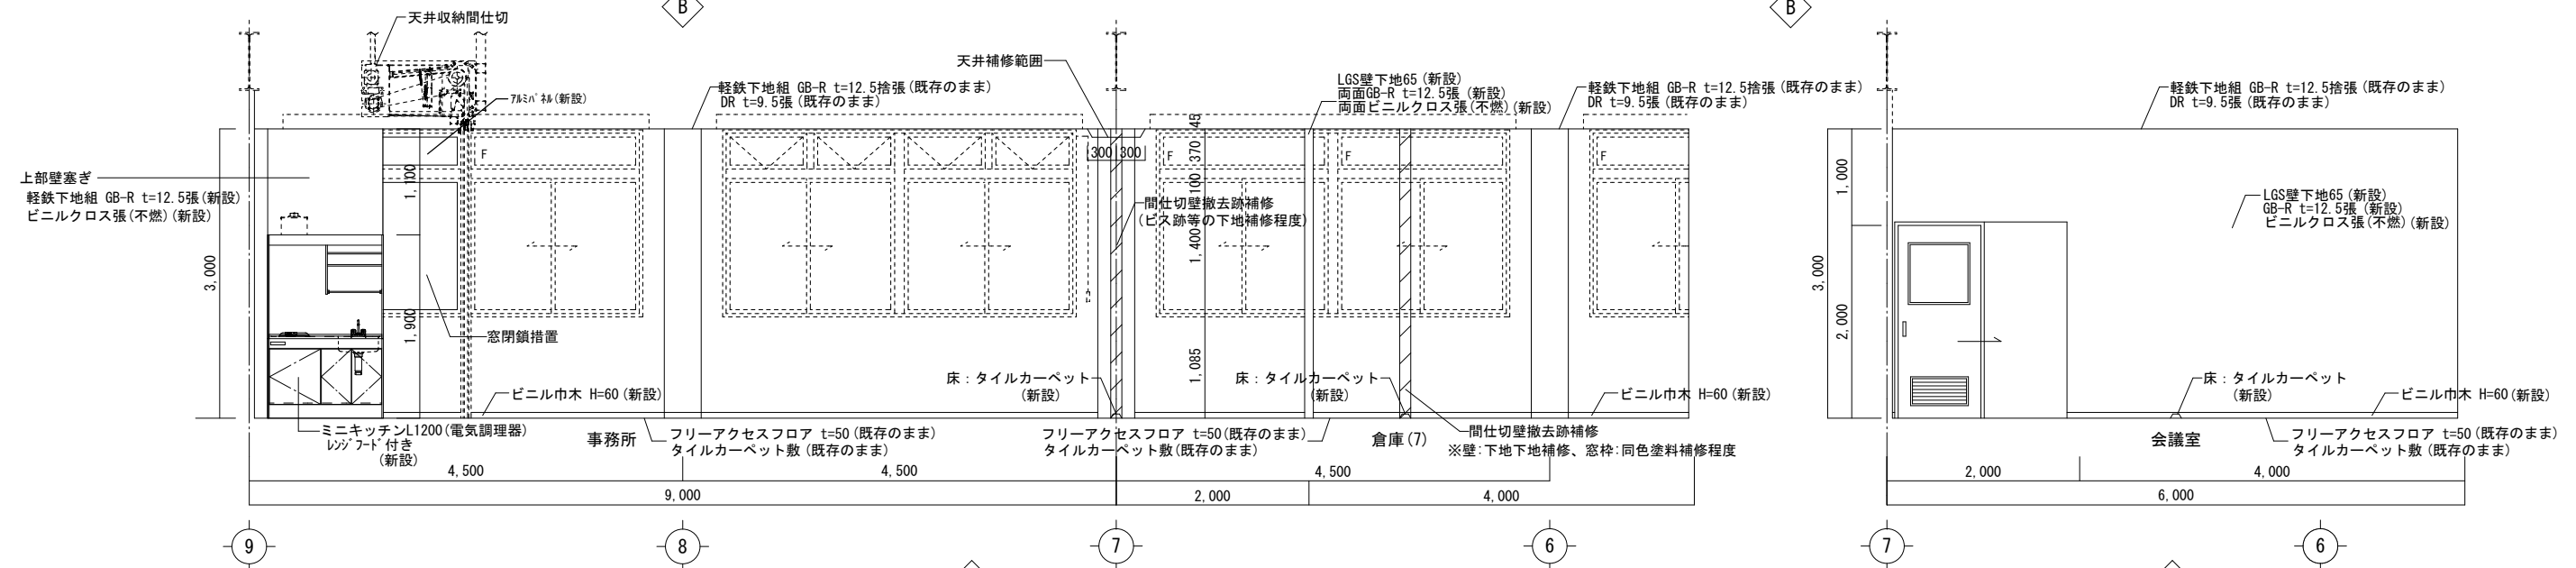 B
B
天井収納間仕切
天井補修範囲
ｱﾙﾐﾊﾟﾈﾙ(新設)
軽鉄下地組 GB-R t=12.5捨張(既存のまま)
DR t=9.5張(既存のまま)
LGS壁下地65(新設)
両面GB-R t=12.5張(新設)
両面ビニルクロス張(不燃)(新設)
軽鉄下地組 GB-R t=12.5捨張(既存のまま)
DR t=9.5張(既存のまま)
軽鉄下地組 GB-R t=12.5捨張(既存のまま)
DR t=9.5張(既存のまま)
45
F
300
300
F
370
F
F
上部壁塞ぎ
軽鉄下地組 GB-R t=12.5張(新設)
ビニルクロス張(不燃)(新設)
1,100
100
1,000
間仕切壁撤去跡補修
(ビス跡等の下地補修程度)
LGS壁下地65(新設)
GB-R t=12.5張(新設)
ビニルクロス張(不燃)(新設)
3,000
1,400
3,000
1,900
窓閉鎖措置
2,000
1,085
ビニル巾木 H=60(新設)
床：タイルカーペット
(新設)
床：タイルカーペット
(新設)
ビニル巾木 H=60(新設)
床：タイルカーペット
(新設)
ビニル巾木 H=60(新設)
ミニキッチンL1200(電気調理器)
ﾚﾝｼﾞﾌｰﾄﾞ付き
(新設)
事務所
フリーアクセスフロア t=50(既存のまま)
タイルカーペット敷(既存のまま)
フリーアクセスフロア t=50(既存のまま)
タイルカーペット敷(既存のまま)
倉庫(7)
間仕切壁撤去跡補修
※壁:下地下地補修、窓枠:同色塗料補修程度
会議室
フリーアクセスフロア t=50(既存のまま)
タイルカーペット敷(既存のまま)
4,500
4,500
4,500
2,000
4,000
9,000
2,000
4,000
6,000
9
8
7
6
7
6